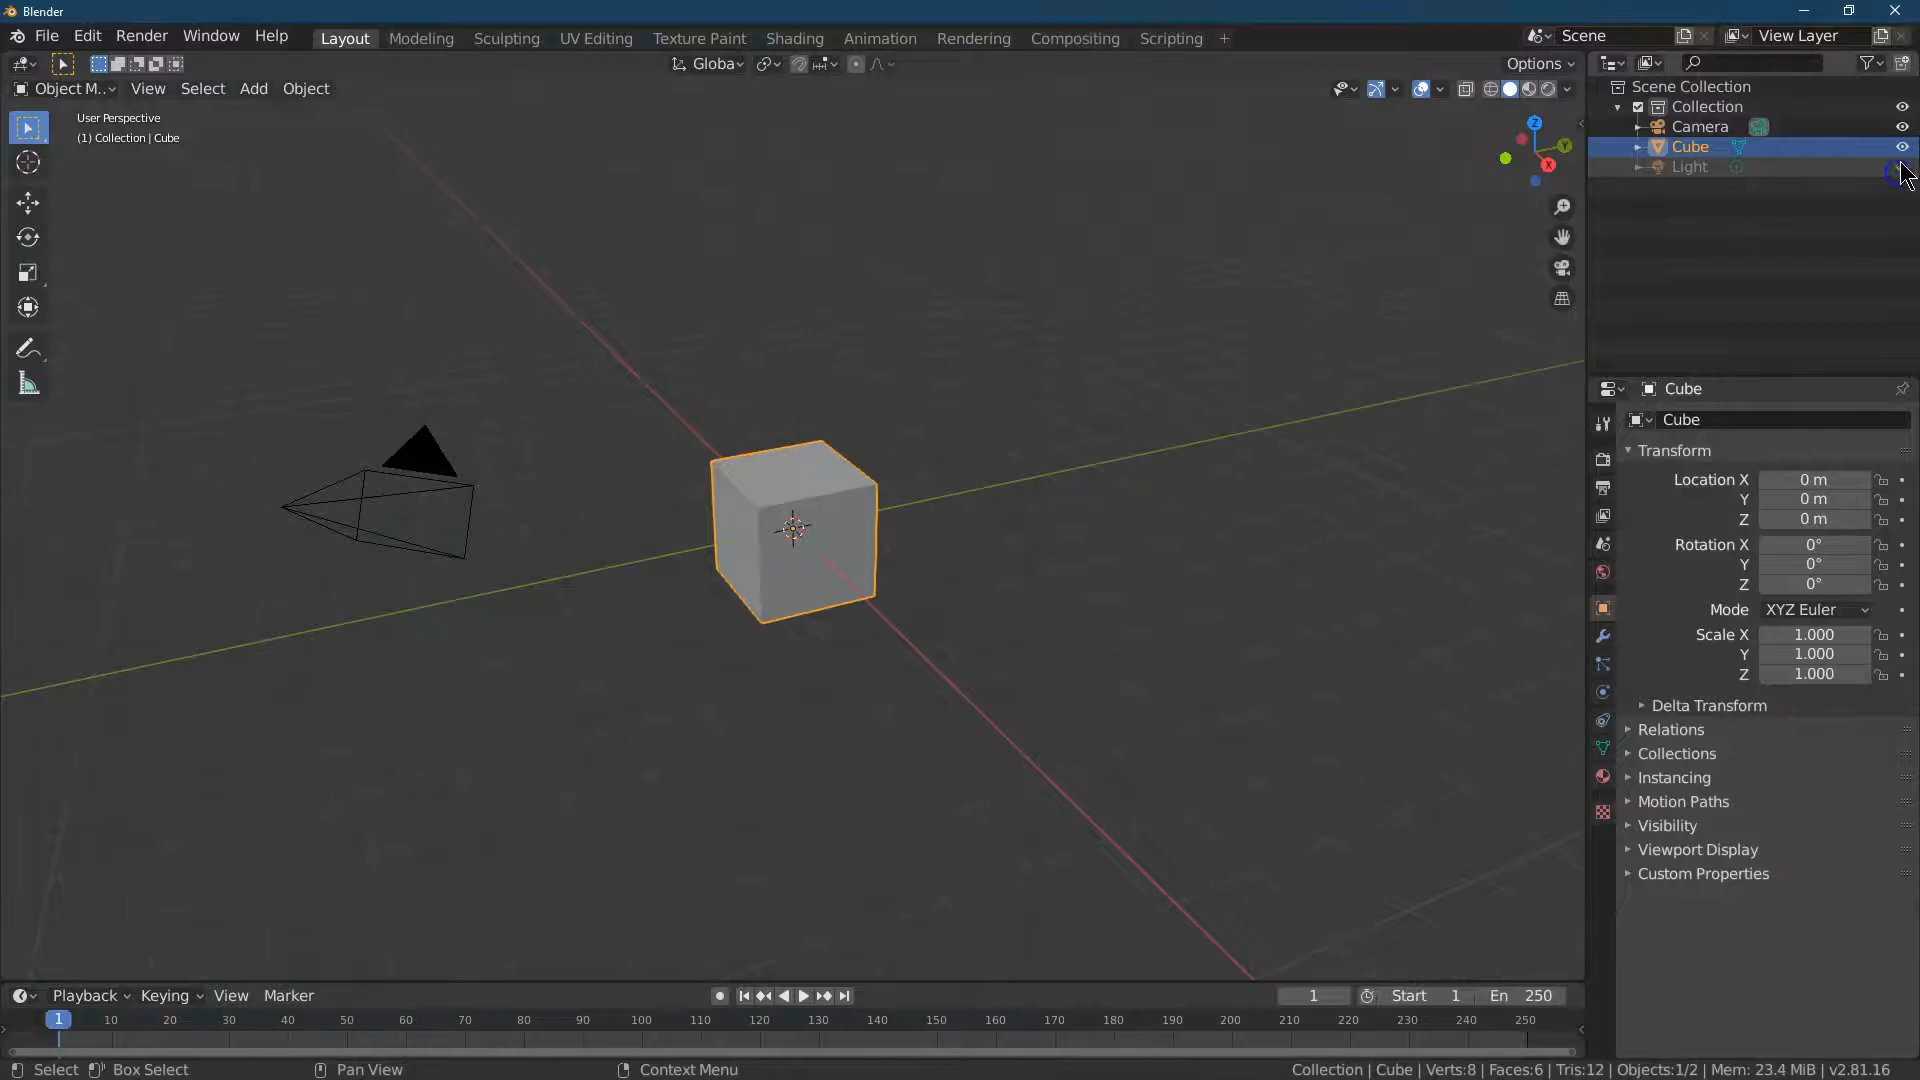 Blender
File Edit Render Window Help Layout Modeling Sculpting UV Editing Texture Paint Shading Animation Rendering Compositing Scripting + Scene View Layer
Globa Options
Object M.. View Select Add Object
User Perspective
(1) Collection | Cube
Z
Y
X
Scene Collection
Collection
Camera
Cube
Light
Cube
Cube
Transform
Location X 0 m
Y 0 m
Z 0 m
Rotation X 0°
Y 0°
Z 0°
Mode XYZ Euler
Scale X 1.000
Y 1.000
Z 1.000
Delta Transform
Relations
Collections
Instancing
Motion Paths
Visibility
Viewport Display
Custom Properties
Playback Keying View Marker 1 Start 1 En 250
1 10 20 30 40 50 60 70 80 90 100 110 120 130 140 150 160 170 180 190 200 210 220 230 240 250
Select Box Select Pan View Context Menu Collection | Cube | Verts:8 | Faces:6 | Tris:12 | Objects:1/2 | Mem: 23.4 MiB | v2.81.16